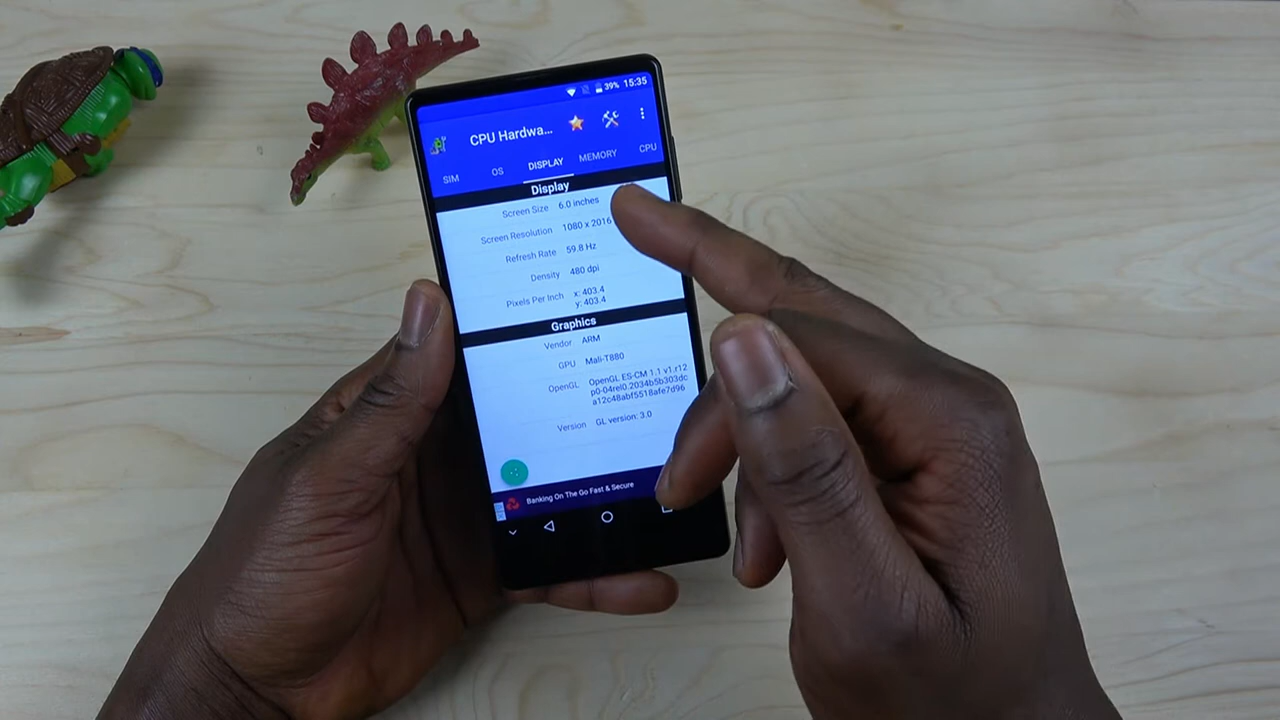 39% 15:35
CPU Hardwa...
SIM OS DISPLAY MEMORY CPU
Display
Screen Size 6.0 inches
Screen Resolution 1080 x 2016
Refresh Rate 59.8 Hz
Density 480 dpi
Pixels Per Inch x: 403.4
y: 403.4
Graphics
Vendor ARM
GPU Mali-T880
OpenGL OpenGL ES-CM 1.1 v1.r12
p0-04rel0.2034b5b303dc
a12c48abf5518afe7d96
Version GL version: 3.0
Banking On The Go Fast & Secure